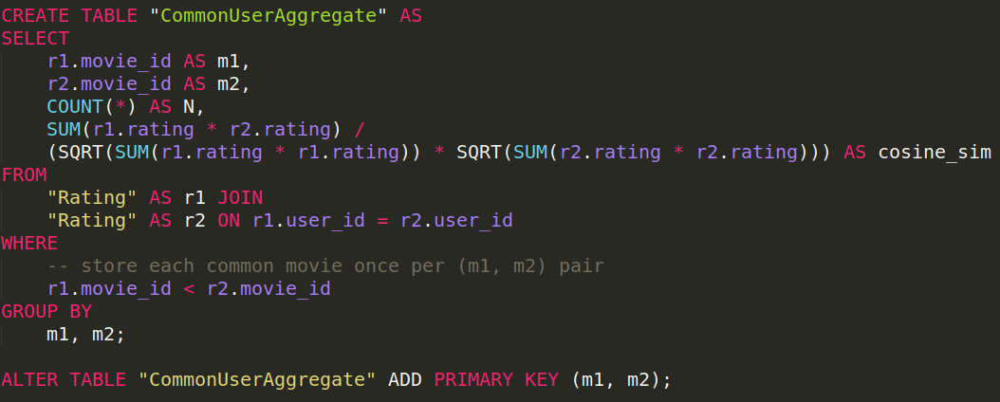 CREATE TABLE "CommonUserAggregate" AS
SELECT
    r1.movie_id AS m1,
    r2.movie_id AS m2,
    COUNT(*) AS N,
    SUM(r1.rating * r2.rating) /
    (SQRT(SUM(r1.rating * r1.rating)) * SQRT(SUM(r2.rating * r2.rating))) AS cosine_sim
FROM
    "Rating" AS r1 JOIN
    "Rating" AS r2 ON r1.user_id = r2.user_id
WHERE
    -- store each common movie once per (m1, m2) pair
    r1.movie_id < r2.movie_id
GROUP BY
    m1, m2;

ALTER TABLE "CommonUserAggregate" ADD PRIMARY KEY (m1, m2);